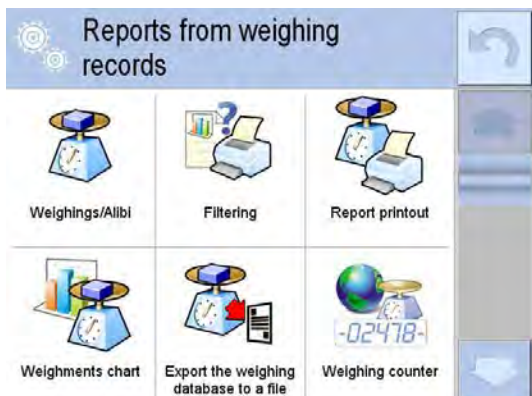 Reports from weighing
records
Weighings/Alibi
Filtering
Report printout
Weighments chart
Export the weighing
database to a file
-02478-
Weighing counter